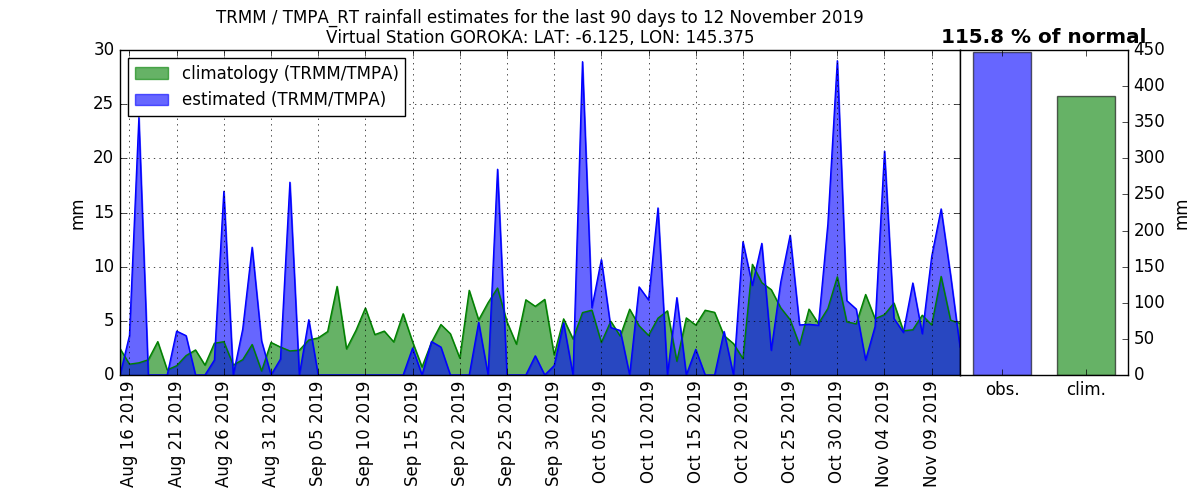 TRMM / TMPA_RT rainfall estimates for the last 90 days to 12 November 2019
Virtual Station GOROKA: LAT: -6.125, LON: 145.375
115.8 % of normal
climatology (TRMM/TMPA)
estimated (TRMM/TMPA)
30
25
20
15
10
5
0
mm
450
400
350
300
250
200
150
100
50
0
mm
Aug 16 2019
Aug 21 2019
Aug 26 2019
Aug 31 2019
Sep 05 2019
Sep 10 2019
Sep 15 2019
Sep 20 2019
Sep 25 2019
Sep 30 2019
Oct 05 2019
Oct 10 2019
Oct 15 2019
Oct 20 2019
Oct 25 2019
Oct 30 2019
Nov 04 2019
Nov 09 2019
obs.
clim.